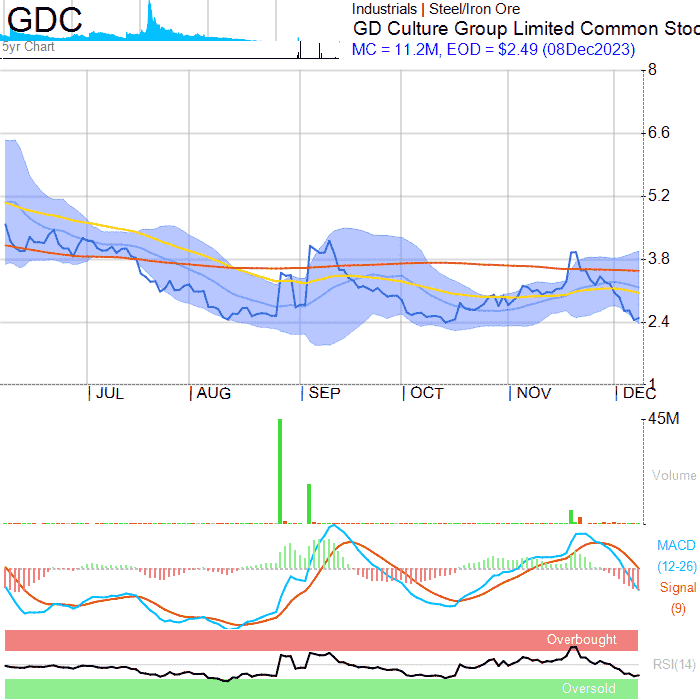 GDC
5yr Chart
Industrials | Steel/Iron Ore
GD Culture Group Limited Common Stoc
MC = 11.2M, EOD = $2.49 (08Dec2023)
8
6.6
5.2
3.8
2.4
1
JUL AUG SEP OCT NOV DEC
45M
Volume
MACD
(12-26)
Signal
(9)
Overbought
RSI(14)
Oversold